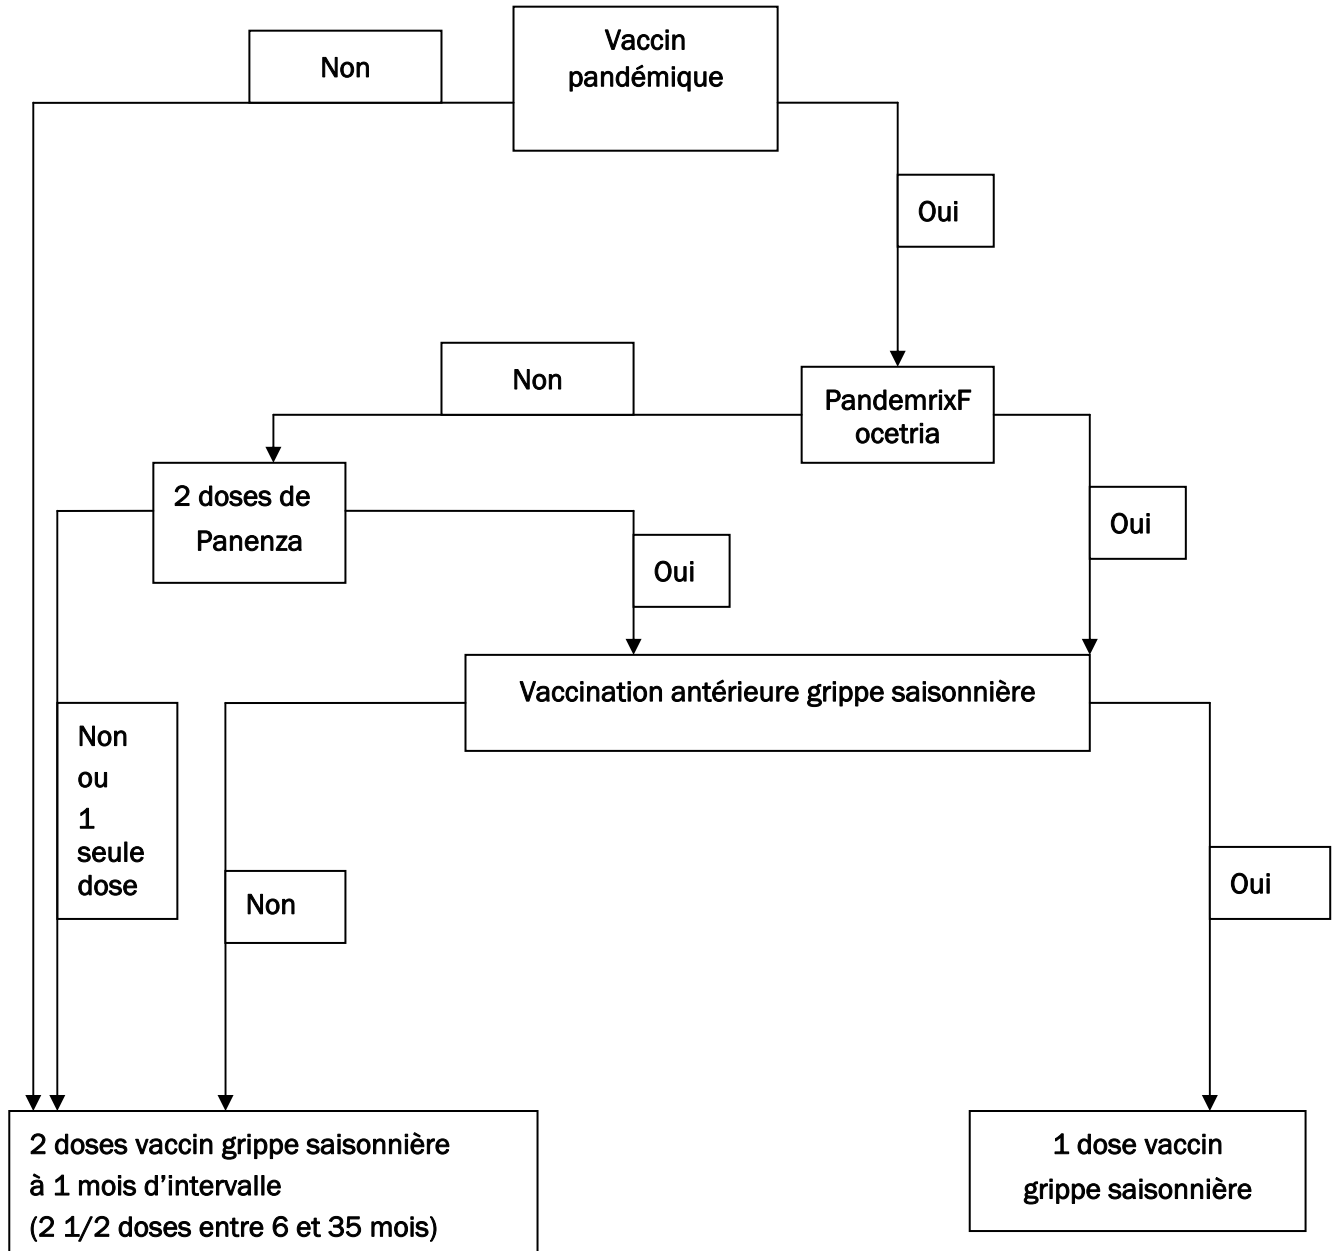 Vaccin
pandémique
Non
Oui
Non
PandemrixF
ocetria
2 doses de
Panenza
Oui
Oui
Vaccination antérieure grippe saisonnière
Non
ou
1
seule
dose
Non
Oui
2 doses vaccin grippe saisonnière
à 1 mois d’intervalle
(2 1/2 doses entre 6 et 35 mois)
1 dose vaccin
grippe saisonnière